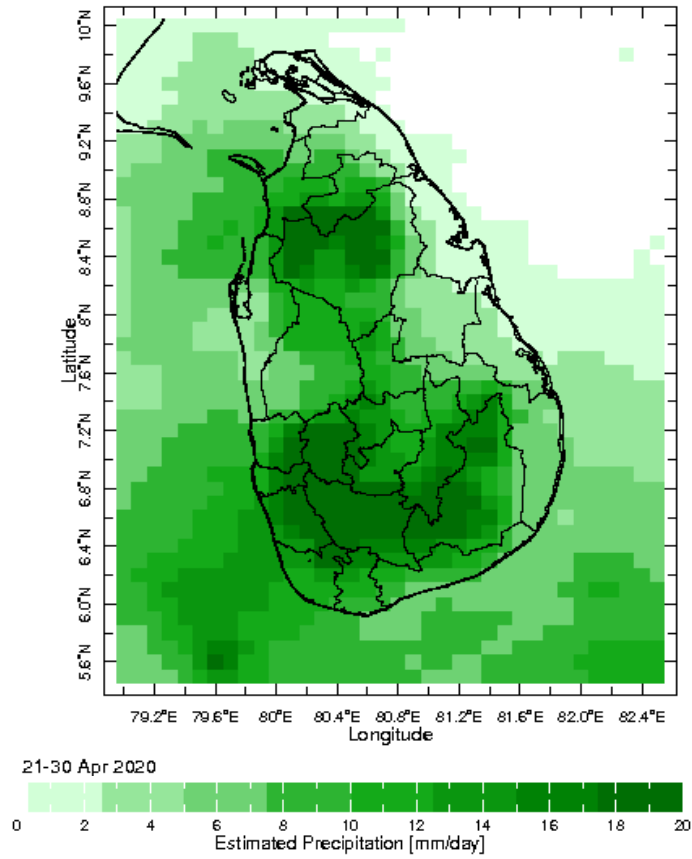 10°N
9.6°N
9.2°N
8.8°N
8.4°N
8°N
7.6°N
7.2°N
6.8°N
6.4°N
6.0°N
5.6°N
Latitude
79.2°E 79.6°E 80°E 80.4°E 80.8°E 81.2°E 81.6°E 82.0°E 82.4°E
Longitude
21-30 Apr 2020
0 2 4 6 8 10 12 14 16 18 20
Estimated Precipitation [mm/day]